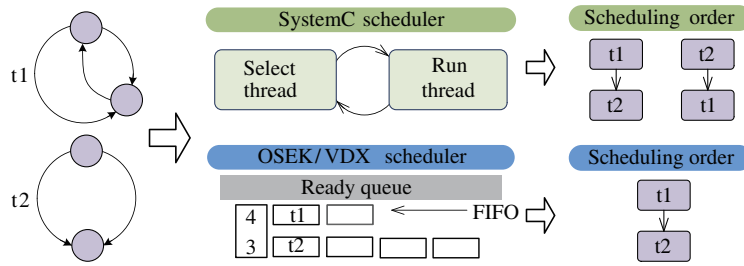 SystemC scheduler
Scheduling order
t1
Select
thread
Run
thread
t1
t2
t2
t1
OSEK/VDX scheduler
Scheduling order
t2
Ready queue
4
t1
FIFO
3
t2
t1
t2